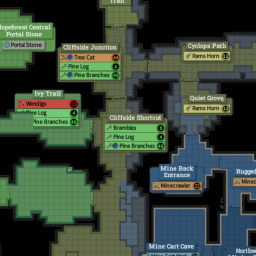 Trail
Hopeforest Central
Portal Stone
Portal Stone
Cliffside Junction
Tree Cat
Pine Log
Pine Branches
Cyclops Path
Rams Horn
Ivy Trail
Wendigo
Pine Log
Pine Branches
Quiet Grove
Rams Horn
Cliffside Shortcut
Brambles
Pine Log
Pine Branches
Mine Back
Entrance
Minecrawler
Rugged
Mine Cart Cave